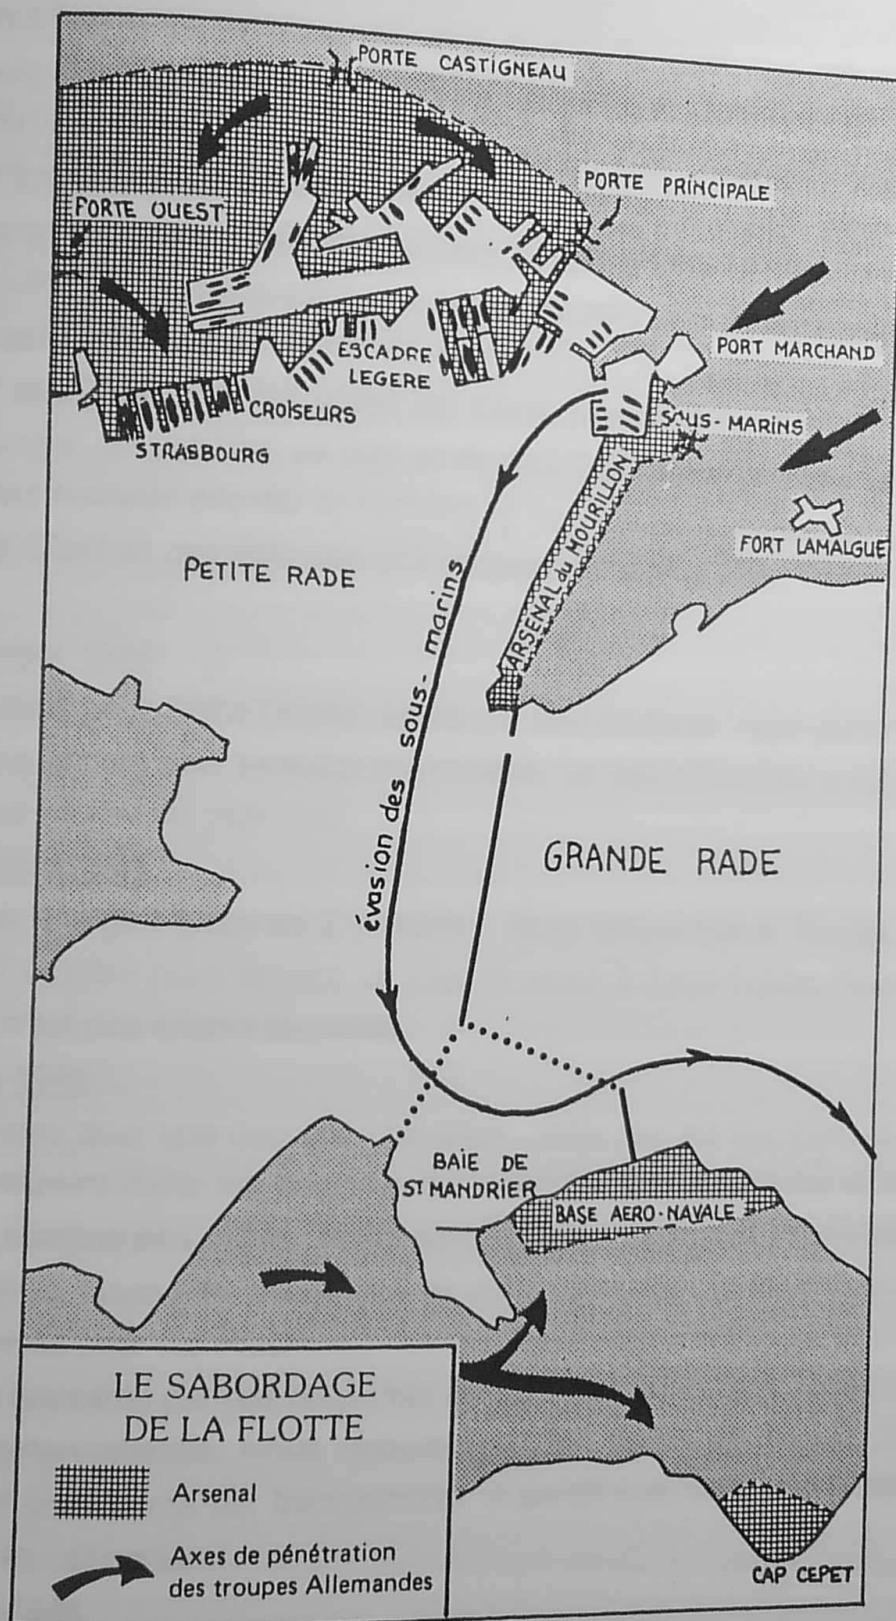 PORTE CASTIGNEAU
PORTE PRINCIPALE
PORTE OUEST
PORT MARCHAND
ESCADRE
LEGERE
CROISEURS
SOUS-MARINS
STRASBOURG
FORT LAMALGUE
ARSENAL du MOURILLON
PETITE RADE
évasion des sous-marins
GRANDE RADE
BAIE DE
ST MANDRIER
BASE AERO-NAVALE
LE SABORDAGE
DE LA FLOTTE
Arsenal
Axes de pénétration
des troupes Allemandes
CAP CEPET